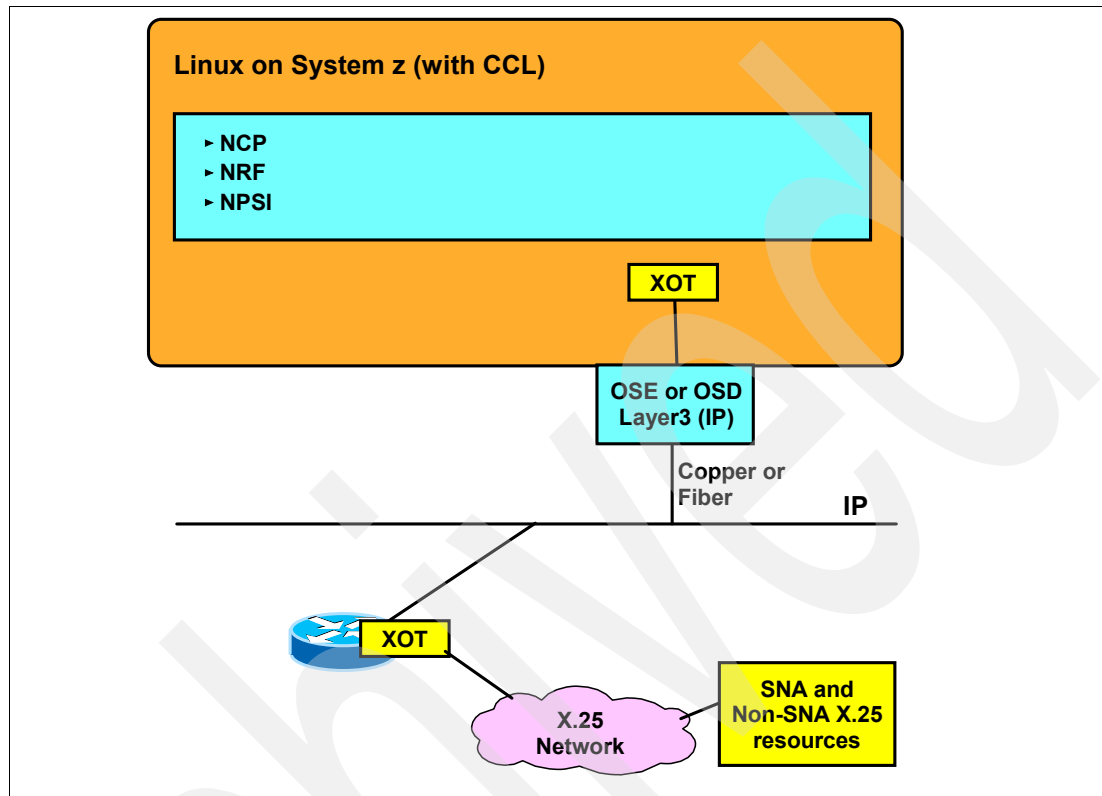 Linux on System z (with CCL)
► NCP
► NRF
► NPSI
XOT
OSE or OSD
Layer3 (IP)
Copper or
Fiber
IP
XOT
X.25
Network
SNA and
Non-SNA X.25
resources